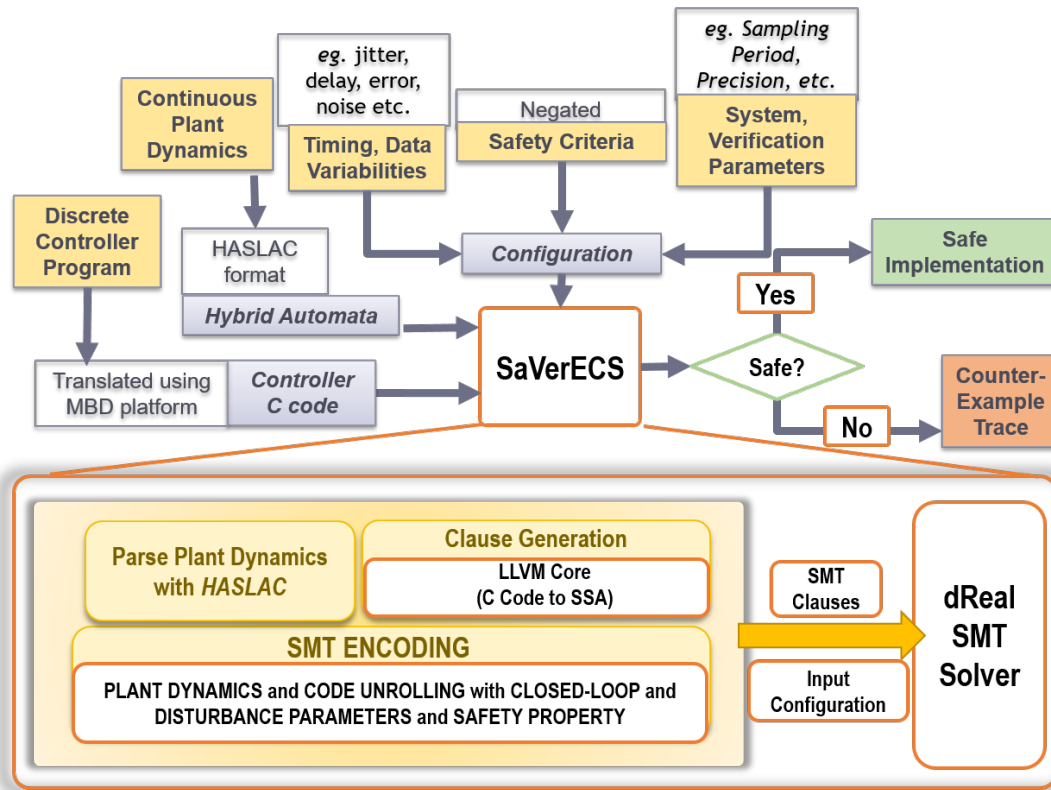 eg. jitter,
delay, error,
noise etc.
eg. Sampling
Period,
Precision, etc.
Continuous
Plant
Dynamics
Timing, Data
Variabilities
Negated
Safety Criteria
System,
Verification
Parameters
Discrete
Controller
Program
HASLAC
format
Hybrid Automata
Configuration
Safe
Implementation
Yes
Translated using
MBD platform
Controller
C code
SaVerECS
Safe?
No
Counter-
Example
Trace
Parse Plant Dynamics
with HASLAC
Clause Generation
LLVM Core
(C Code to SSA)
SMT ENCODING
PLANT DYNAMICS and CODE UNROLLING with CLOSED-LOOP and
DISTURBANCE PARAMETERS and SAFETY PROPERTY
SMT
Clauses
Input
Configuration
dReal
SMT
Solver